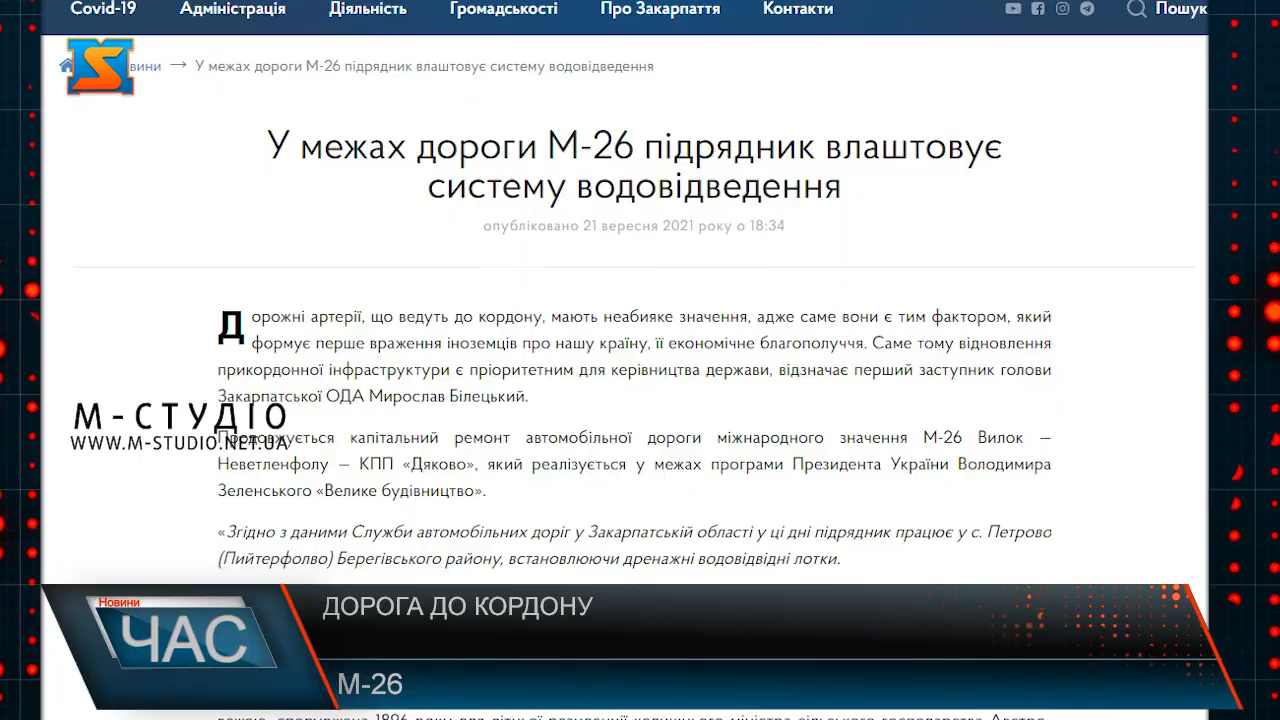 Covid-19 Адміністрація Діяльність Громадськості Про Закарпаття Контакти Пошук
вини → У межах дороги М-26 підрядник влаштовує систему водовідведення
У межах дороги М-26 підрядник влаштовує
систему водовідведення
опубліковано 21 вересня 2021 року о 18:34
Дорожні артерії, що ведуть до кордону, мають неабияке значення, адже саме вони є тим фактором, який
формує перше враження іноземців про нашу країну, її економічне благополуччя. Саме тому відновлення
прикордонної інфраструктури є пріоритетним для керівництва держави, відзначає перший заступник голови
Закарпатської ОДА Мирослав Білецький.
М-СТУДІО
WWW.M-STUDIO.NET.UA
Продовжується капітальний ремонт автомобільної дороги міжнародного значення М-26 Вилок –
Неветленфолу – КПП «Дяково», який реалізується у межах програми Президента України Володимира
Зеленського «Велике будівництво».
«Згідно з даними Служби автомобільних доріг у Закарпатській області у ці дні підрядник працює у с. Петрово
(Пийтерфолво) Берегівського району, встановлюючи дренажні водовідвідні лотки.
Новини
ЧАС
ДОРОГА ДО КОРДОНУ
М-26